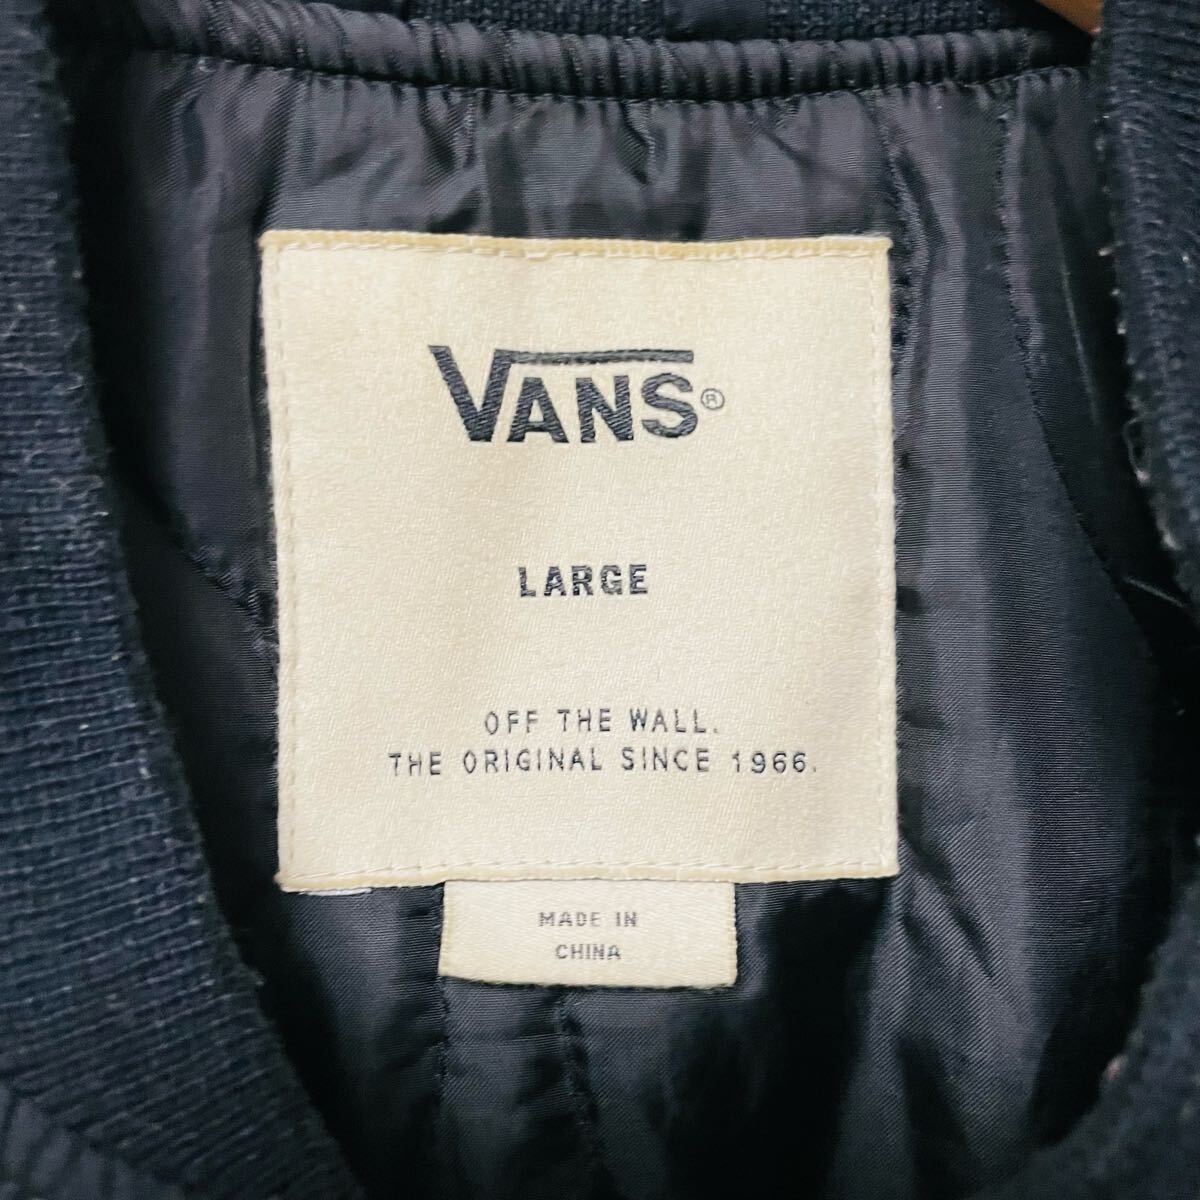 VANS®
LARGE
OFF THE WALL.
THE ORIGINAL SINCE 1966.
MADE IN
CHINA